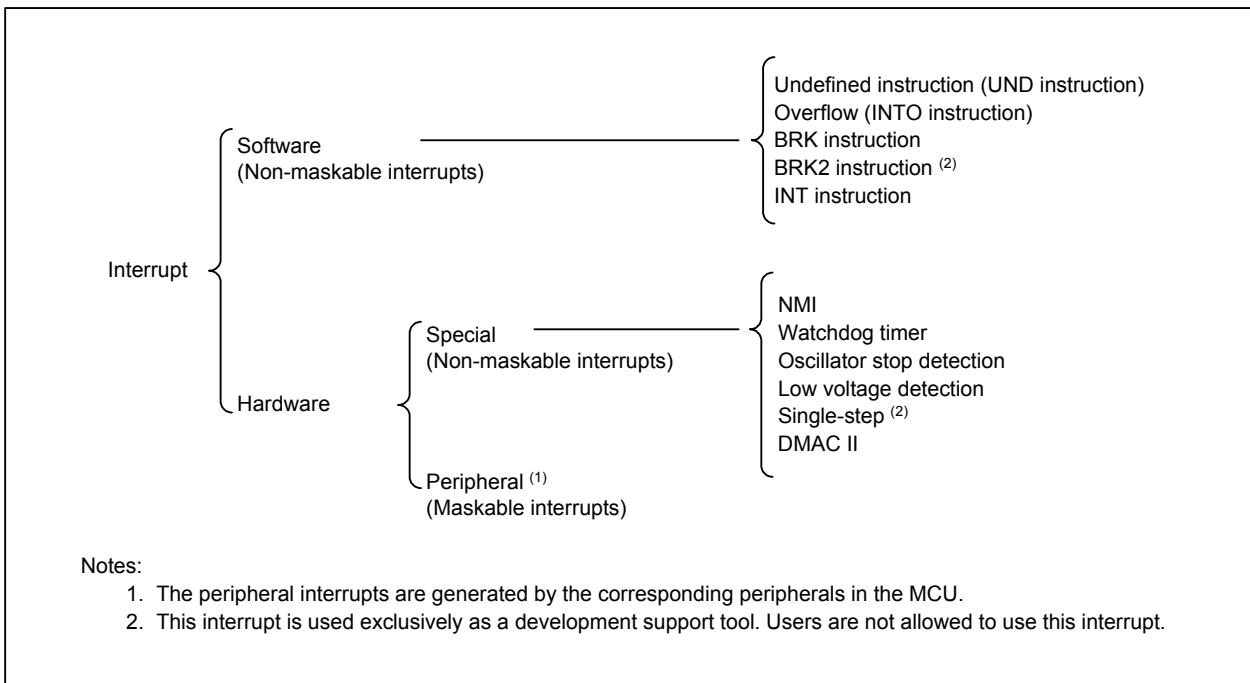 Undefined instruction (UND instruction)
Overflow (INTO instruction)
BRK instruction
BRK2 instruction (2)
INT instruction
Software
(Non-maskable interrupts)
Interrupt
Hardware
Special
(Non-maskable interrupts)
NMI
Watchdog timer
Oscillator stop detection
Low voltage detection
Single-step (2)
DMAC II
Peripheral (1)
(Maskable interrupts)
Notes:
1. The peripheral interrupts are generated by the corresponding peripherals in the MCU.
2. This interrupt is used exclusively as a development support tool. Users are not allowed to use this interrupt.